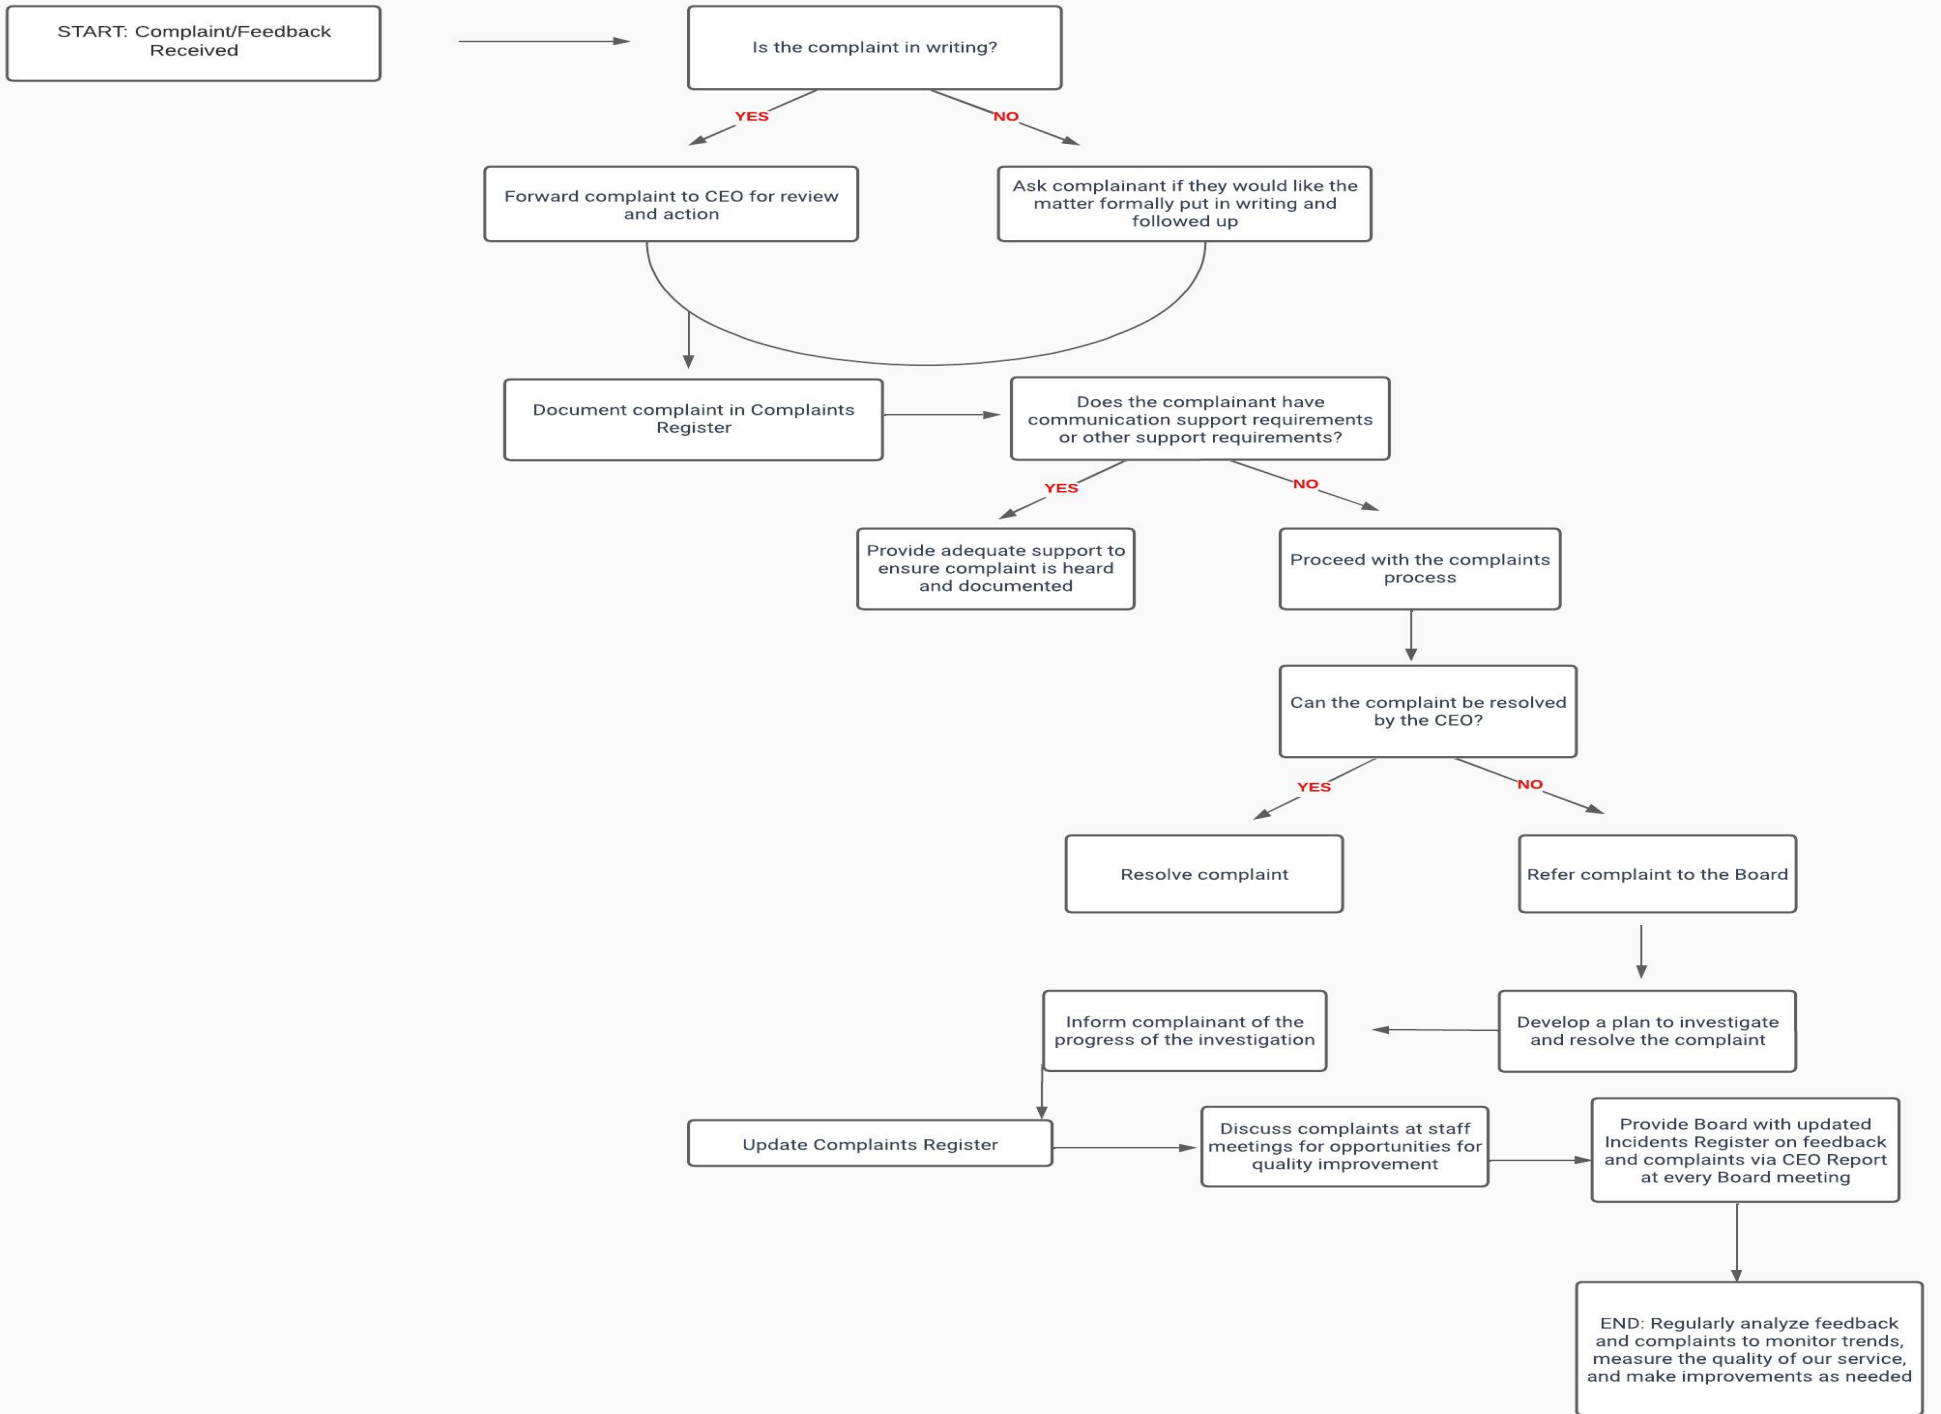 START: Complaint/Feedback
Received
Is the complaint in writing?
YES
NO
Forward complaint to CEO for review
and action
Ask complainant if they would like the
matter formally put in writing and
followed up
Document complaint in Complaints
Register
Does the complainant have
communication support requirements
or other support requirements?
YES
NO
Provide adequate support to
ensure complaint is heard
and documented
Proceed with the complaints
process
Can the complaint be resolved
by the CEO?
YES
NO
Resolve complaint
Refer complaint to the Board
Inform complainant of the
progress of the investigation
Develop a plan to investigate
and resolve the complaint
Update Complaints Register
Discuss complaints at staff
meetings for opportunities for
quality improvement
Provide Board with updated
Incidents Register on feedback
and complaints via CEO Report
at every Board meeting
END: Regularly analyze feedback
and complaints to monitor trends,
measure the quality of our service,
and make improvements as needed